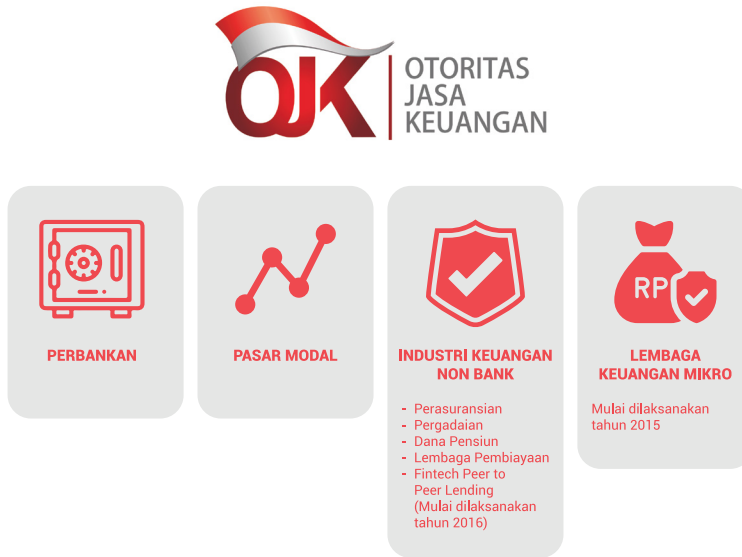 OJK
OTORITAS
JASA
KEUANGAN
PERBANKAN
PASAR MODAL
INDUSTRI KEUANGAN
NON BANK
- Perasuransian
- Pergadaian
- Dana Pensiun
- Lembaga Pembiayaan
- Fintech Peer to
Peer Lending
(Mulai dilaksanakan
tahun 2016)
RP
LEMBAGA
KEUANGAN MIKRO
Mulai dilaksanakan
tahun 2015